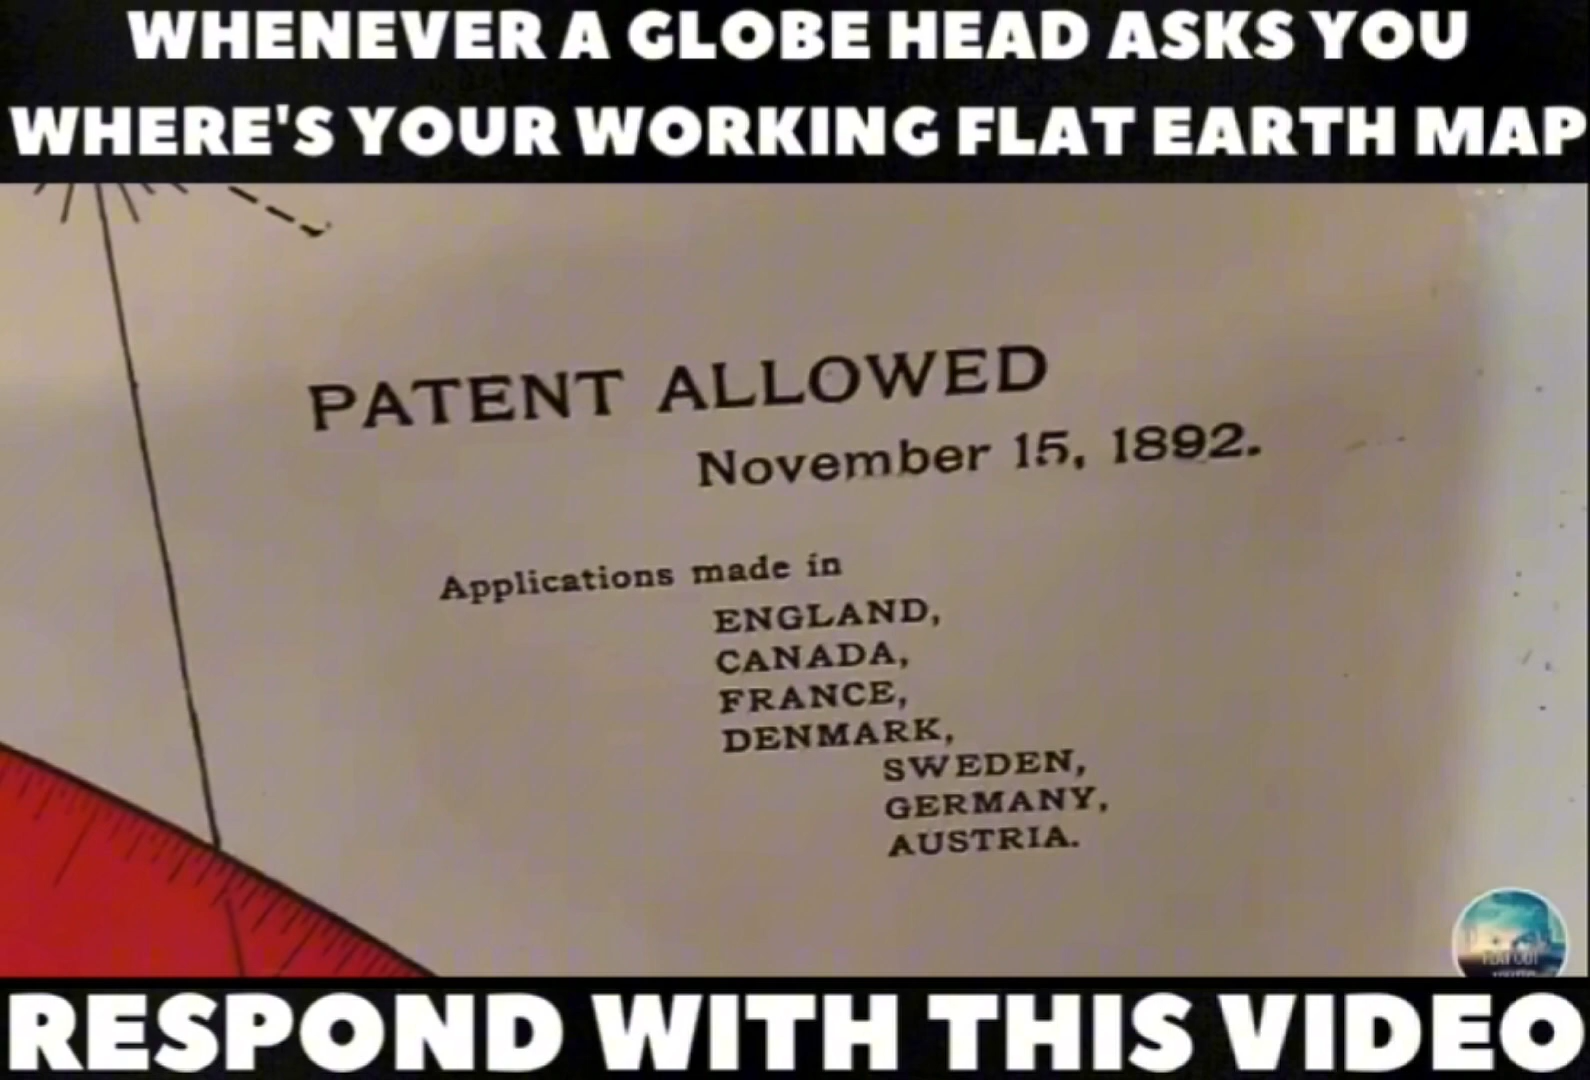 WHENEVER A GLOBE HEAD ASKS YOU
WHERE'S YOUR WORKING FLAT EARTH MAP
PATENT ALLOWED
November 15, 1892.
Applications made in
ENGLAND,
CANADA,
FRANCE,
DENMARK,
SWEDEN,
GERMANY,
AUSTRIA.
RESPOND WITH THIS VIDEO